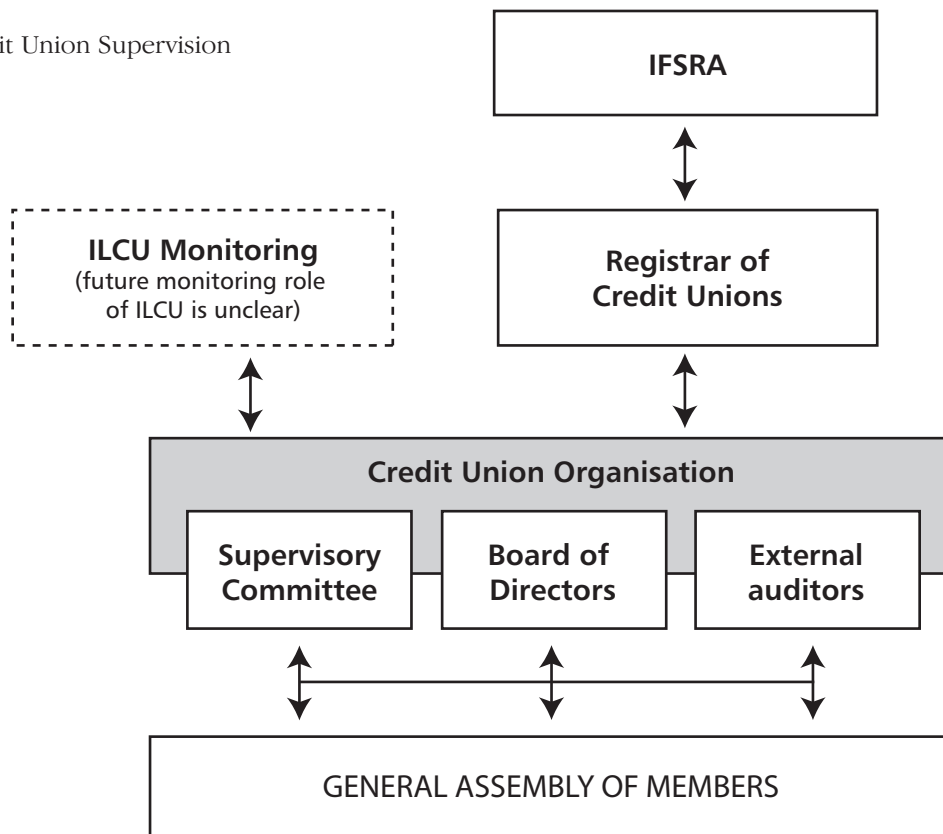 it Union Supervision
IFSRA
ILCU Monitoring
(future monitoring role
of ILCU is unclear)
Registrar of
Credit Unions
Credit Union Organisation
Supervisory
Committee
Board of
Directors
External
auditors
GENERAL ASSEMBLY OF MEMBERS